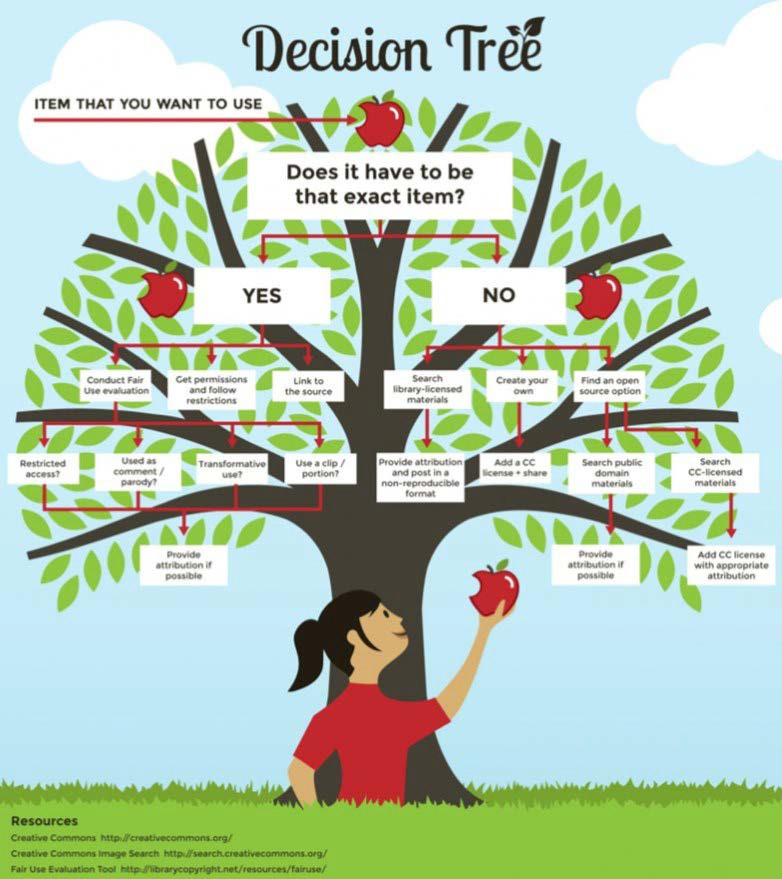 Decision Tree
ITEM THAT YOU WANT TO USE
Does it have to be
that exact item?
YES
NO
Conduct Fair
Use evaluation
Get permissions
and follow
restrictions
Link to
the source
Search
library-licensed
materials
Create your
own
Find an open
source option
Restricted
access?
Used as
comment /
parody?
Transformative
use?
Use a clip /
portion?
Provide attribution
and post in a
non-reproducible
format
Add a CC
license + share
Search public
domain
materials
Search
CC-licensed
materials
Provide
attribution if
possible
Provide
attribution if
possible
Add CC license
with appropriate
attribution
Resources
Creative Commons http://creativecommons.org/
Creative Commons Image Search http://search.creativecommons.org/
Fair Use Evaluation Tool http://librarycopyright.net/resources/fairuse/